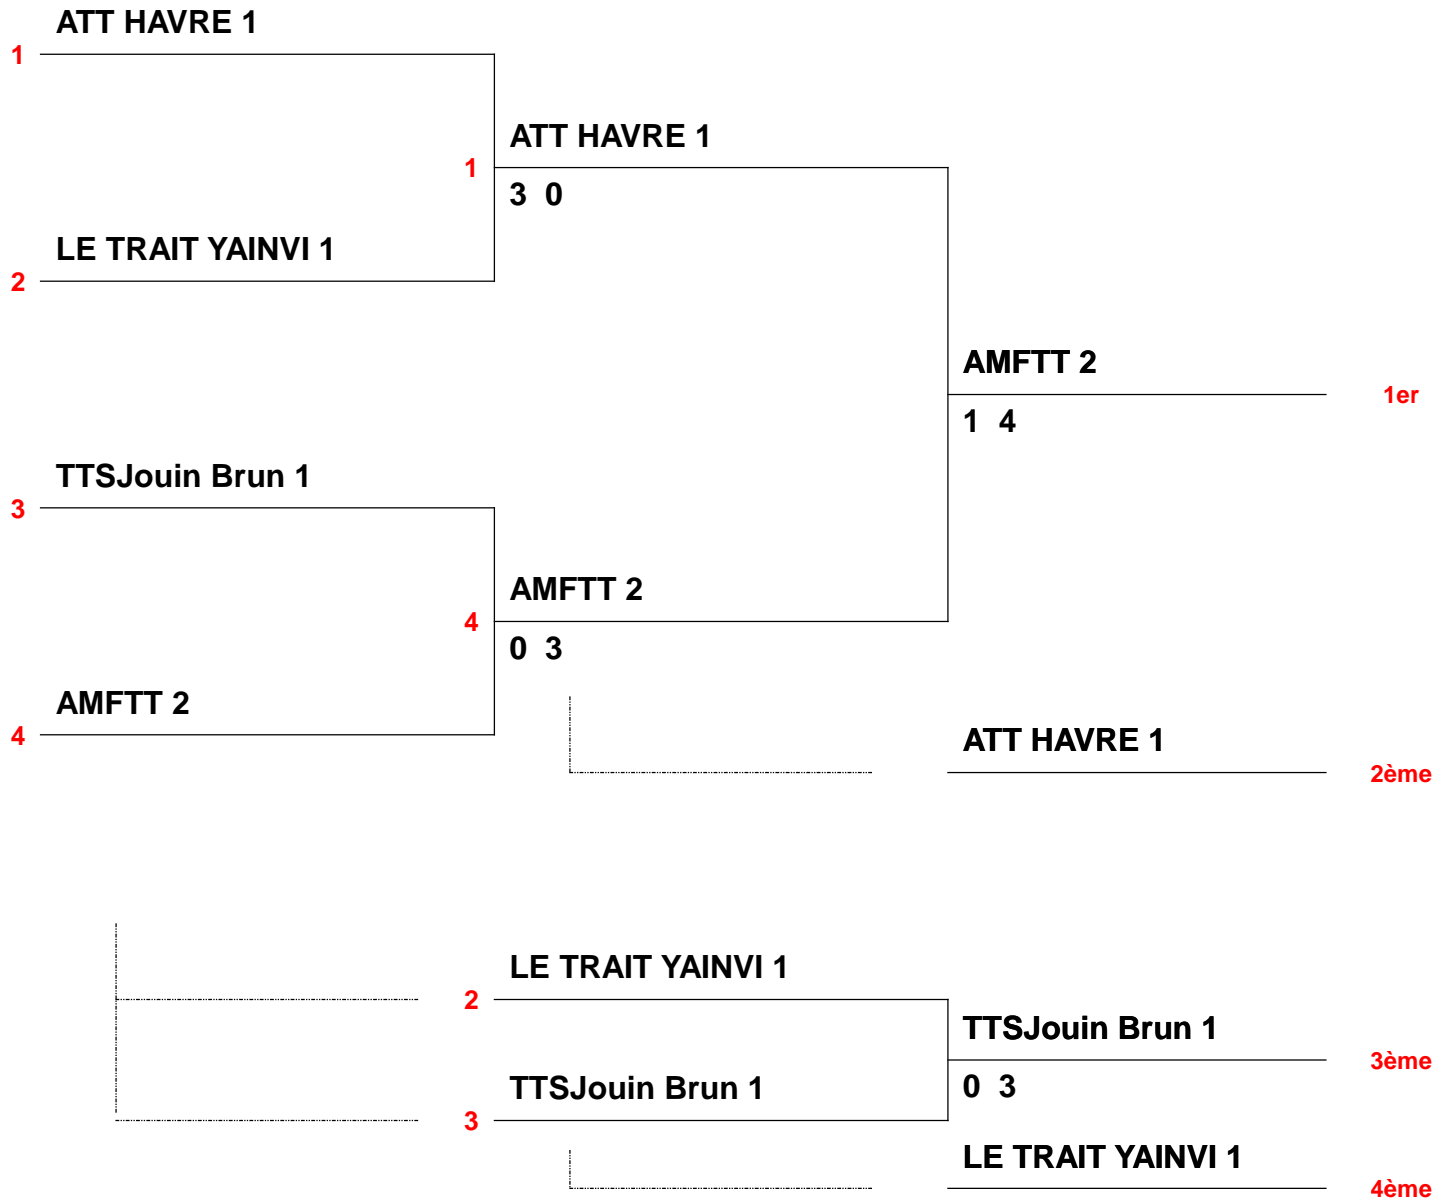 ATT HAVRE 1
1
ATT HAVRE 1
1
3 0
LE TRAIT YAINVI 1
2
AMFTT 2
1er
1 4
TTSJouin Brun 1
3
AMFTT 2
4
0 3
AMFTT 2
4
ATT HAVRE 1
2ème
LE TRAIT YAINVI 1
2
TTSJouin Brun 1
3ème
0 3
TTSJouin Brun 1
3
LE TRAIT YAINVI 1
4ème